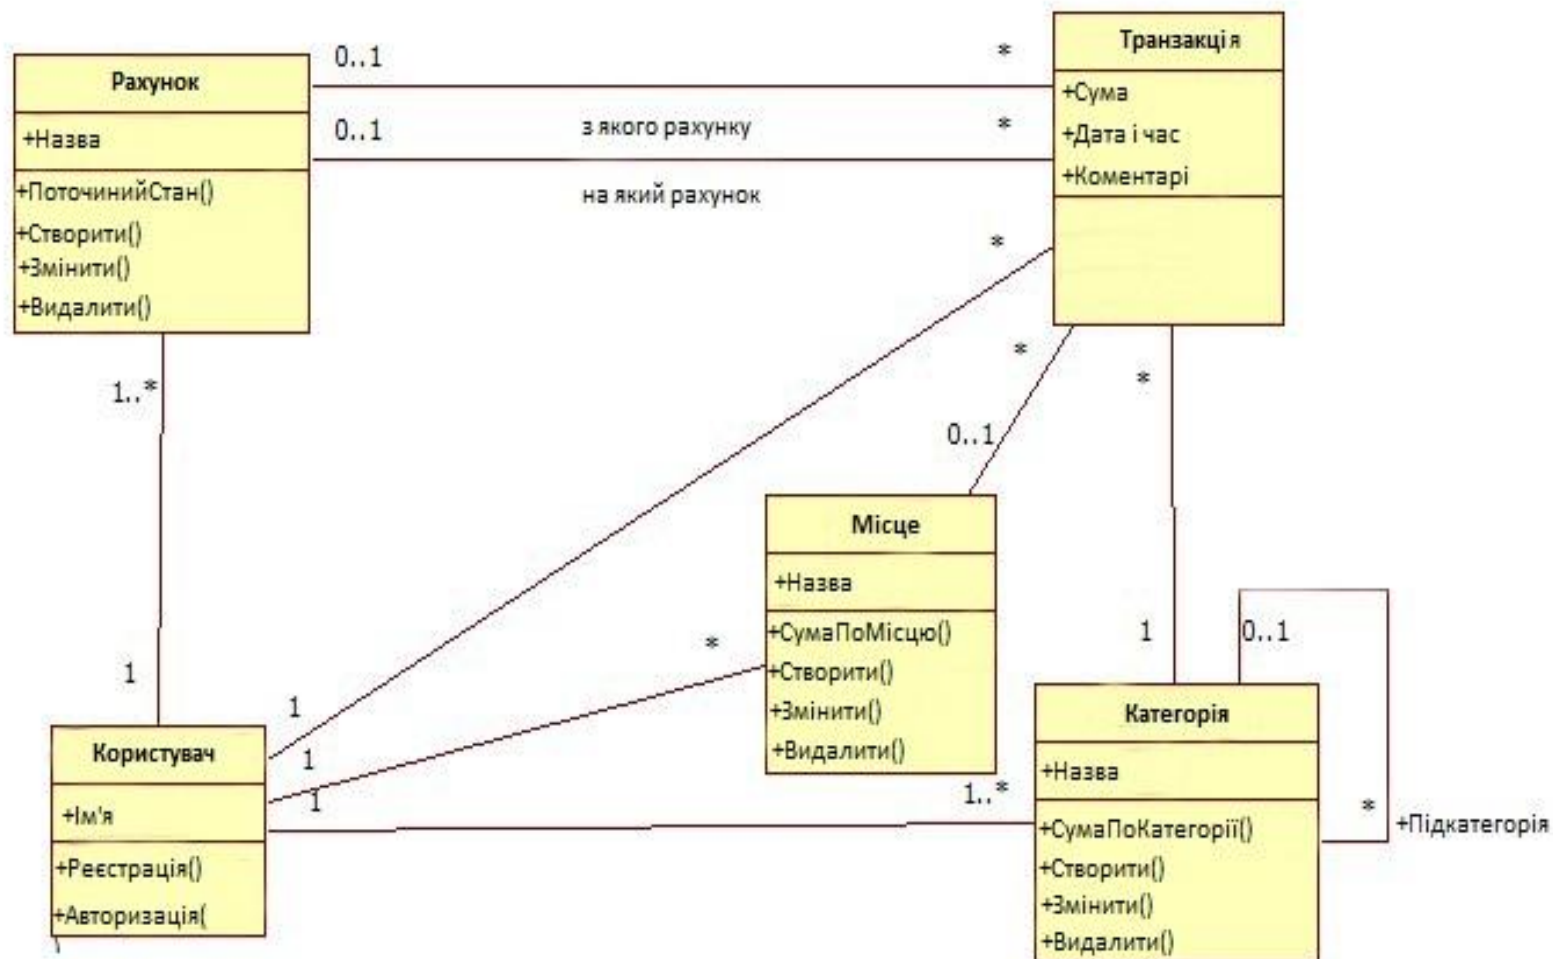 Рахунок
+Назва
+ПоточинийСтан()
+Створити()
+Змінити()
+Видалити()
0..1
*
0..1
з якого рахунку
*
на який рахунок
Транзакція
+Сума
+Дата і час
+Коментарі
*
*
*
1..*
0..1
1
1
1
1
*
1
0..1
1..*
*
Місце
+Назва
+СумаПоМісцю()
+Створити()
+Змінити()
+Видалити()
Користувач
+Ім'я
+Реєстрація()
+Авторизація(
)
Категорія
+Назва
+СумаПоКатегорії()
+Створити()
+Змінити()
+Видалити()
+Підкатегорія